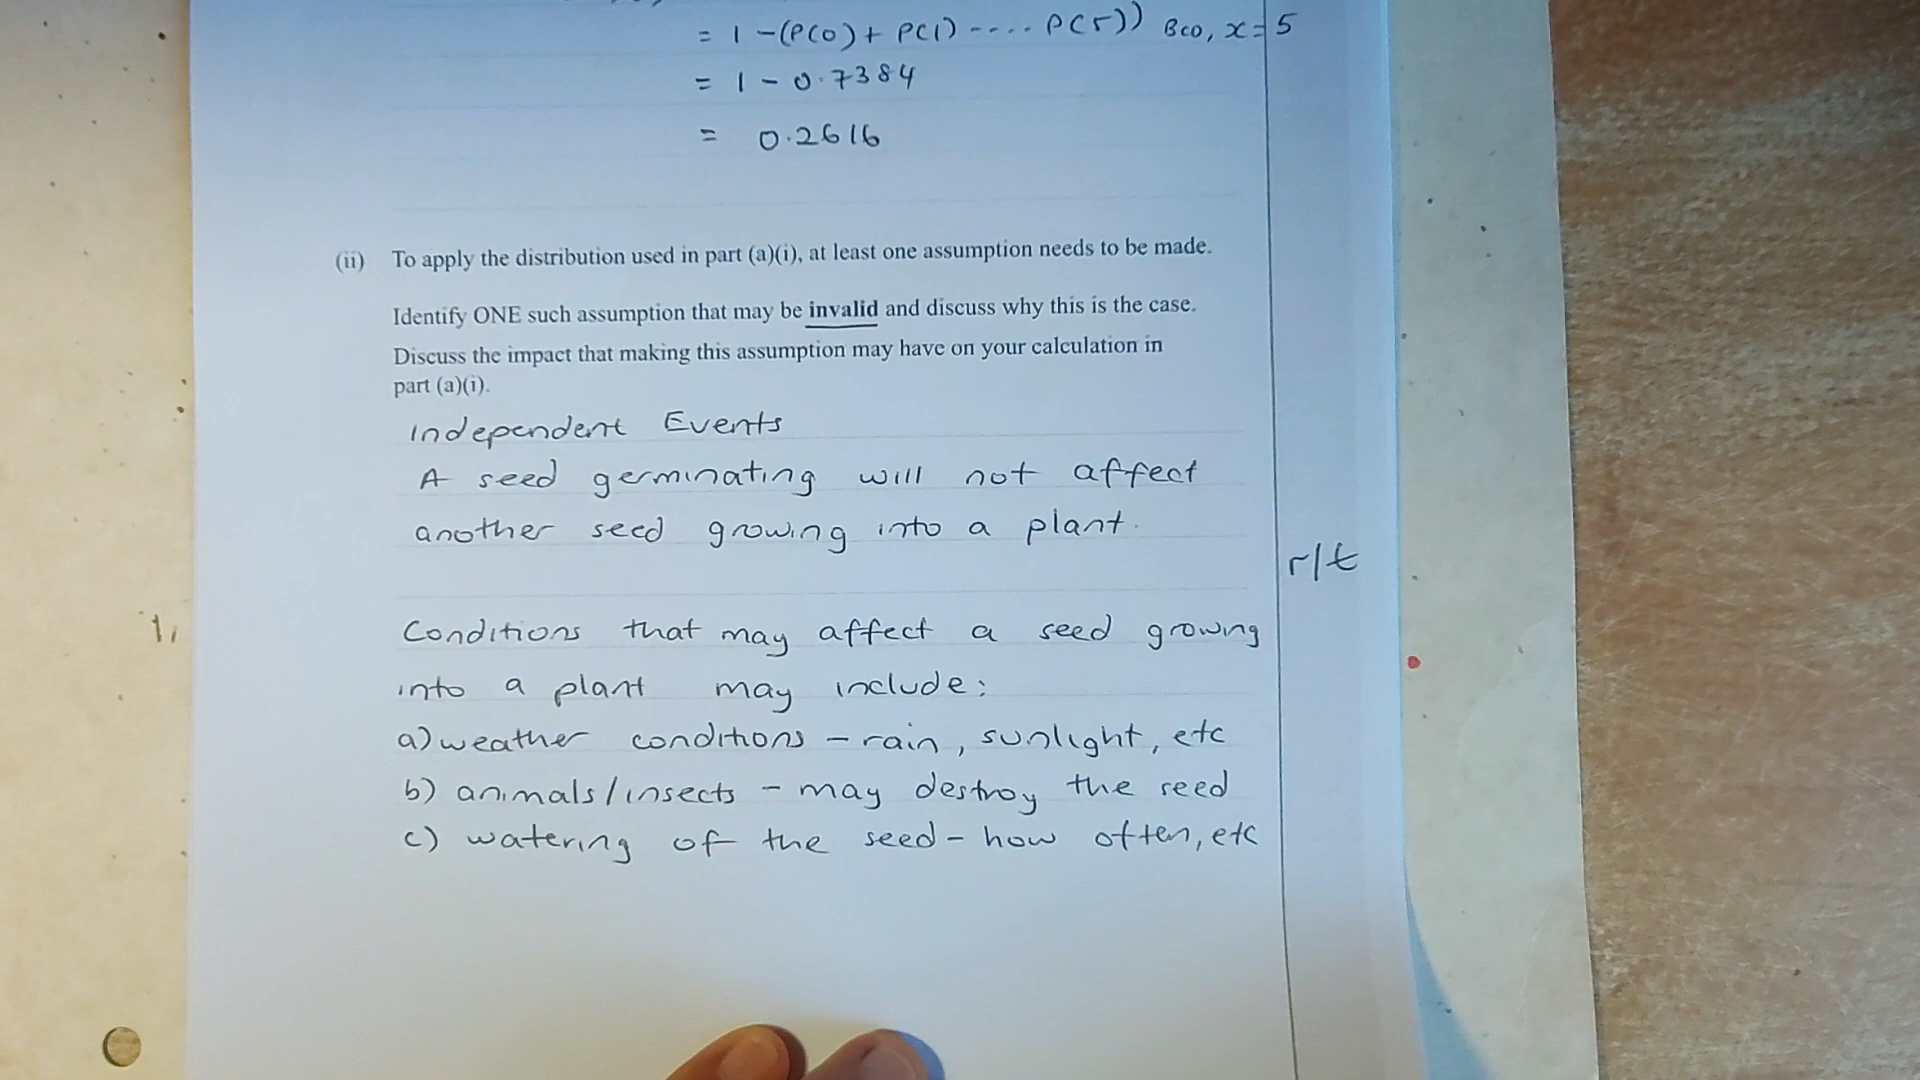 = 1 - (P(0) + P(1) .... P(5)) BCD, x = 5
= 1 - 0.7384
= 0.2616
(ii) To apply the distribution used in part (a)(i), at least one assumption needs to be made.
Identify ONE such assumption that may be invalid and discuss why this is the case.
Discuss the impact that making this assumption may have on your calculation in
part (a)(i).
Independent Events
A seed germinating will not affect
another seed growing into a plant.
r/t
Conditions that may affect a seed growing
into a plant may include:
a) weather conditions - rain, sunlight, etc
b) animals/insects - may destroy the seed
c) watering of the seed - how often, etc